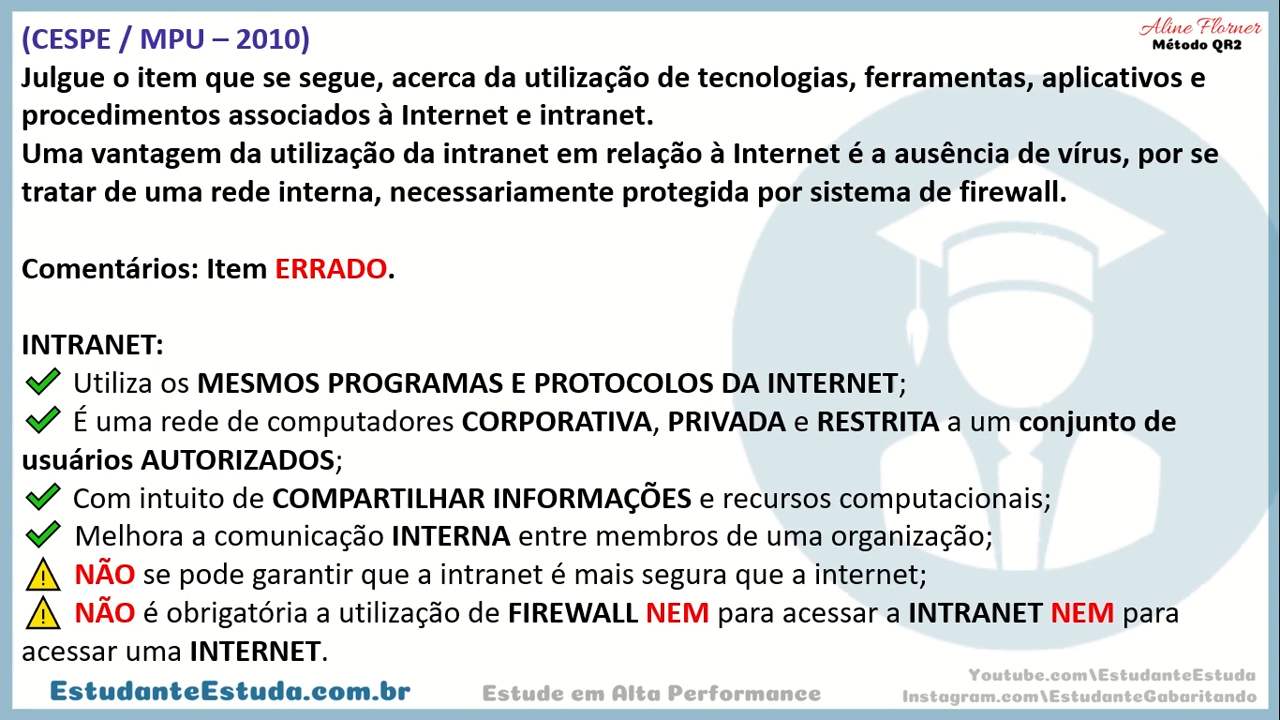 (CESPE / MPU – 2010)
Aline Florner
Método QR2
Julgue o item que se segue, acerca da utilização de tecnologias, ferramentas, aplicativos e
procedimentos associados à Internet e intranet.
Uma vantagem da utilização da intranet em relação à Internet é a ausência de vírus, por se
tratar de uma rede interna, necessariamente protegida por sistema de firewall.
Comentários: Item ERRADO.
INTRANET:
Utiliza os MESMOS PROGRAMAS E PROTOCOLOS DA INTERNET;
É uma rede de computadores CORPORATIVA, PRIVADA e RESTRITA a um conjunto de
usuários AUTORIZADOS;
Com intuito de COMPARTILHAR INFORMAÇÕES e recursos computacionais;
Melhora a comunicação INTERNA entre membros de uma organização;
NÃO se pode garantir que a intranet é mais segura que a internet;
NÃO é obrigatória a utilização de FIREWALL NEM para acessar a INTRANET NEM para
acessar uma INTERNET.
EstudanteEstuda.com.br
Estude em Alta Performance
Youtube.com\EstudanteEstuda
Instagram.com\EstudanteGabaritando